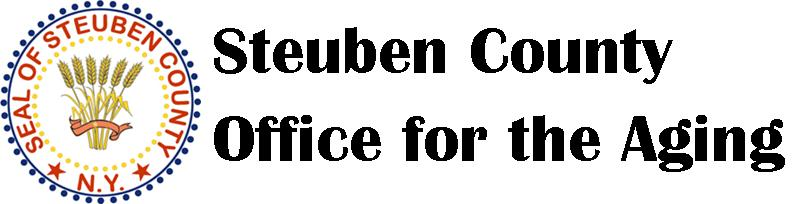 SEAL OF STEUBEN COUNTY
N.Y.
Steuben County
Office for the Aging